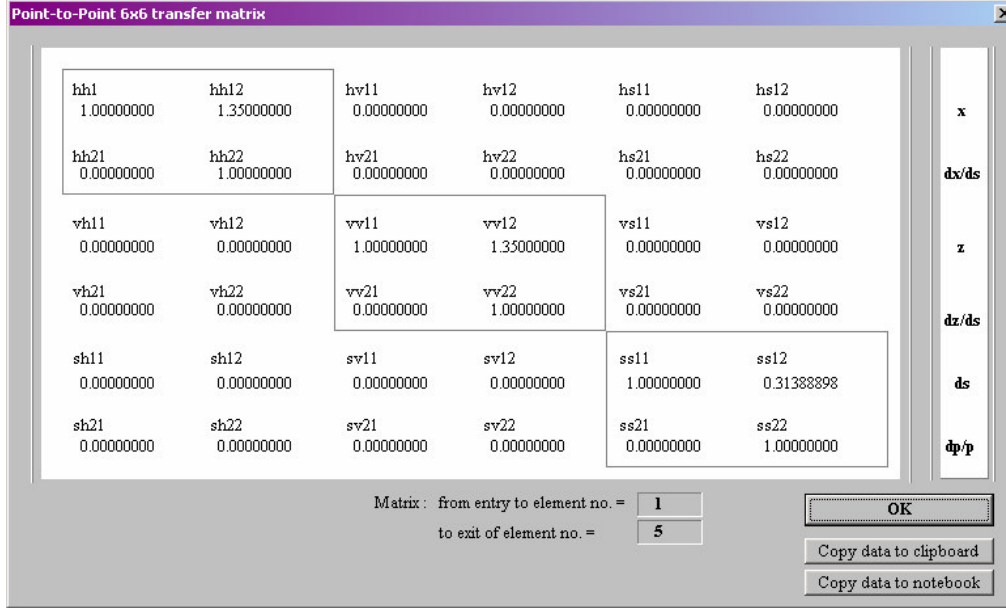 Point-to-Point 6x6 transfer matrix
hh1 hh12 hv11 hv12 hs11 hs12
1.00000000 1.35000000 0.00000000 0.00000000 0.00000000 0.00000000 x
hh21 hh22 hv21 hv22 hs21 hs22
0.00000000 1.00000000 0.00000000 0.00000000 0.00000000 0.00000000 dx/ds
vh11 vh12 vv11 vv12 vs11 vs12
0.00000000 0.00000000 1.00000000 1.35000000 0.00000000 0.00000000 z
vh21 vh22 vv21 vv22 vs21 vs22
0.00000000 0.00000000 0.00000000 1.00000000 0.00000000 0.00000000 dz/ds
sh11 sh12 sv11 sv12 ss11 ss12
0.00000000 0.00000000 0.00000000 0.00000000 1.00000000 0.31388898 ds
sh21 sh22 sv21 sv22 ss21 ss22
0.00000000 0.00000000 0.00000000 0.00000000 0.00000000 1.00000000 dp/p
Matrix : from entry to element no. = 1
OK
to exit of element no. = 5
Copy data to clipboard
Copy data to notebook